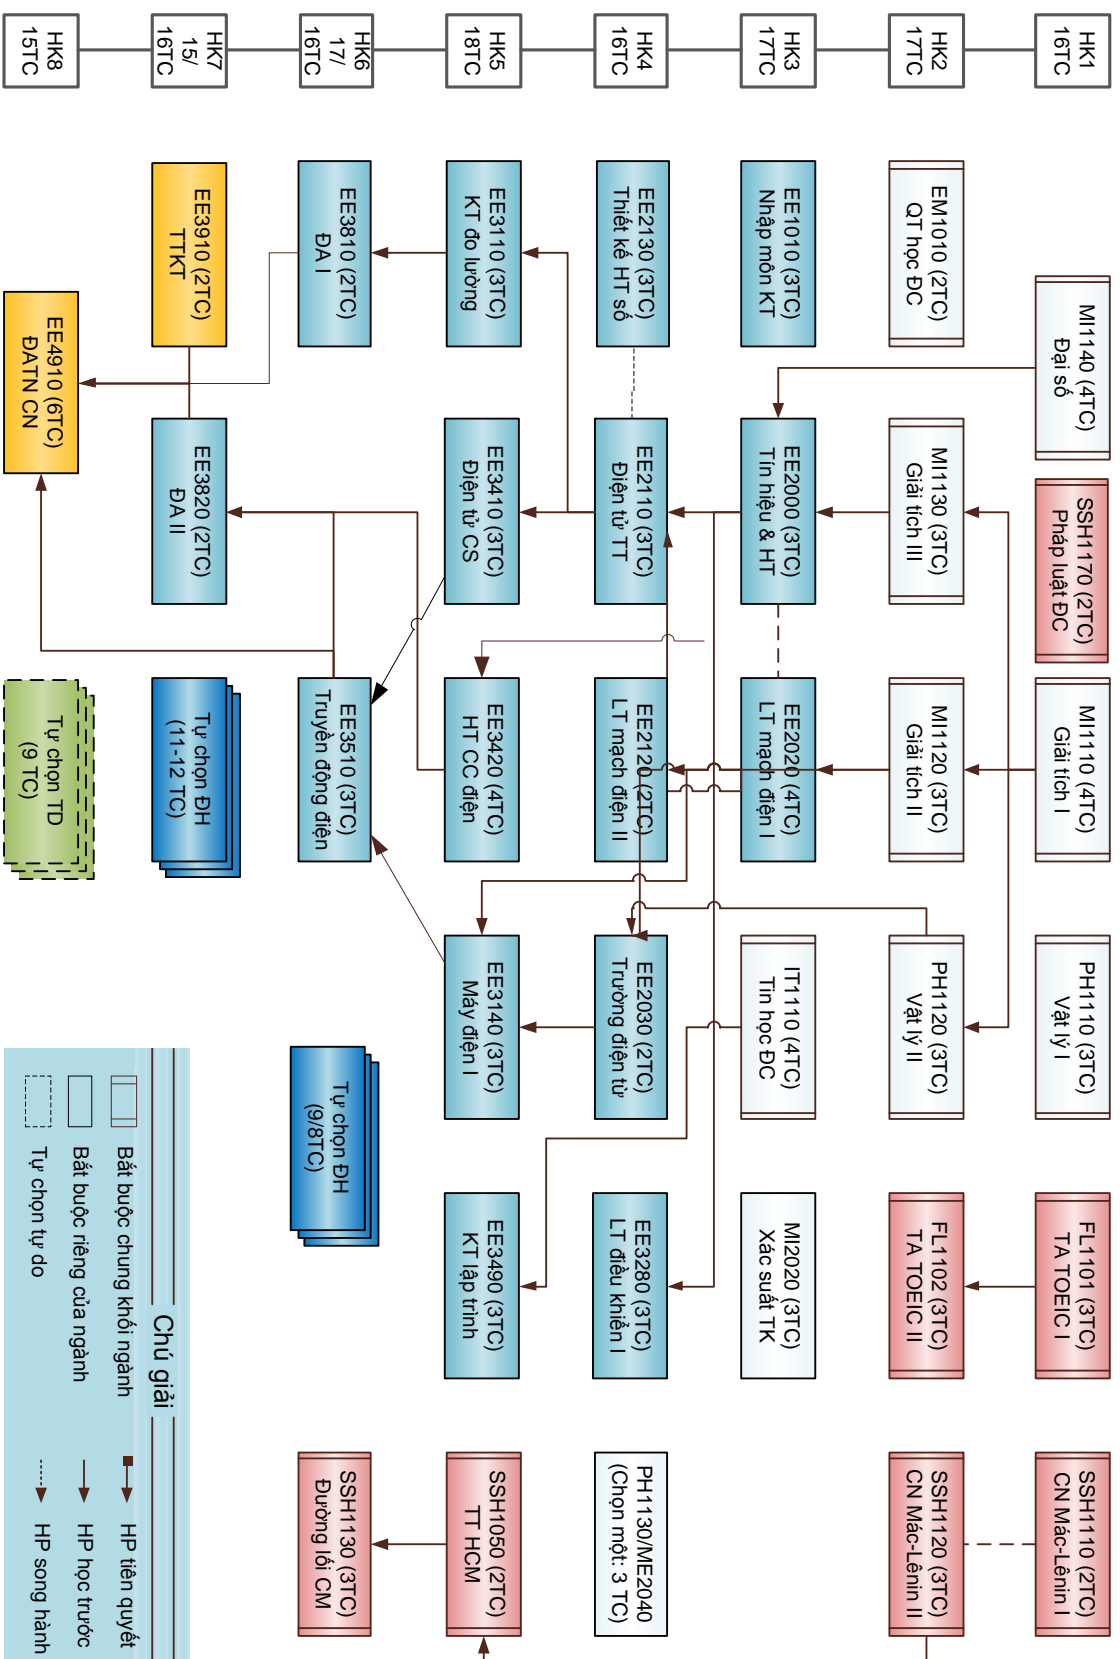 HK1
16TC
MI1140 (4TC)
Đại số
SSH1170 (2TC)
Pháp luật ĐC
MI1110 (4TC)
Giải tích I
PH1110 (3TC)
Vật lý I
FL1101 (3TC)
TA TOEIC I
SSH1110 (2TC)
CN Mác-Lênin I
HK2
17TC
EM1010 (2TC)
QT học ĐC
MI1130 (3TC)
Giải tích III
MI1120 (3TC)
Giải tích II
PH1120 (3TC)
Vật lý II
FL1102 (3TC)
TA TOEIC II
SSH1120 (3TC)
CN Mác-Lênin II
HK3
17TC
EE1010 (3TC)
Nhập môn KT
EE2000 (3TC)
Tín hiệu & HT
EE2020 (4TC)
LT mạch điện I
IT1110 (4TC)
Tin học ĐC
MI2020 (3TC)
Xác suất TK
HK4
16TC
EE2130 (3TC)
Thiết kế HT số
EE2110 (3TC)
Điện tử TT
EE2120 (2TC)
LT mạch điện II
EE2030 (2TC)
Trường điện từ
EE3280 (3TC)
LT điều khiển I
PH1130/ME2040
(Chọn một: 3 TC)
HK5
18TC
EE3110 (3TC)
KT đo lường
EE3410 (3TC)
Điện tử CS
EE3420 (4TC)
HT CC điện
EE3140 (3TC)
Máy điện I
EE3490 (3TC)
KT lập trình
SSH1050 (2TC)
TT HCM
HK6
17/
16TC
EE3810 (2TC)
ĐA I
EE3510 (3TC)
Truyền động điện
Tự chọn ĐH
(9/8TC)
SSH1130 (3TC)
Đường lối CM
HK7
15/
16TC
EE3910 (2TC)
TTKT
EE3820 (2TC)
ĐA II
Tự chọn ĐH
(11-12 TC)
HK8
15TC
EE4910 (6TC)
ĐATN CN
Tự chọn TD
(9 TC)
Chú giải
Bắt buộc chung khối ngành
HP tiên quyết
Bắt buộc riêng của ngành
HP học trước
Tự chọn tự do
HP song hành